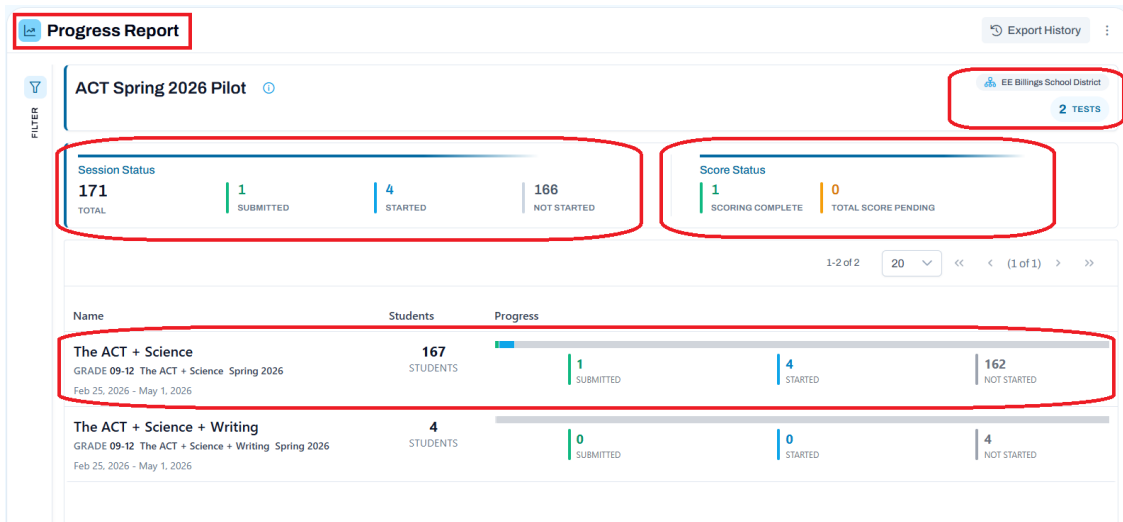 Progress Report
Export History
FILTER
ACT Spring 2026 Pilot
EE Billings School District
2 TESTS
Session Status
171
TOTAL
1
SUBMITTED
4
STARTED
166
NOT STARTED
Score Status
1
SCORING COMPLETE
0
TOTAL SCORE PENDING
1-2 of 2
20
(1 of 1)
Name Students Progress
The ACT + Science
GRADE 09-12 The ACT + Science Spring 2026
Feb 25, 2026 - May 1, 2026
167
STUDENTS
1
SUBMITTED
4
STARTED
162
NOT STARTED
The ACT + Science + Writing
GRADE 09-12 The ACT + Science + Writing Spring 2026
Feb 25, 2026 - May 1, 2026
4
STUDENTS
0
SUBMITTED
0
STARTED
4
NOT STARTED